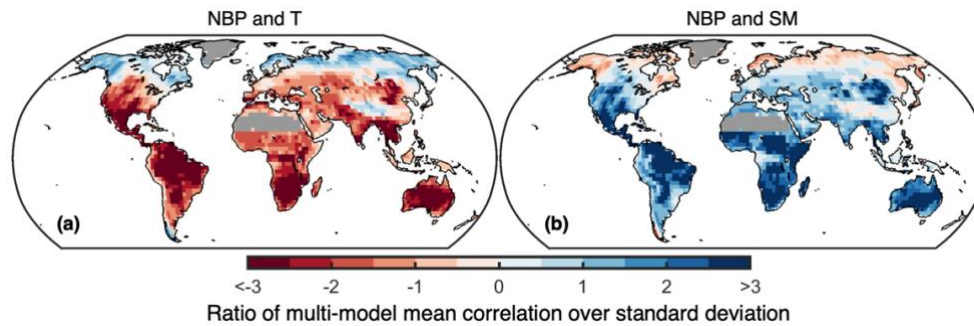 NBP and T
NBP and SM
(a)
(b)
<-3 -2 -1 0 1 2 >3
Ratio of multi-model mean correlation over standard deviation